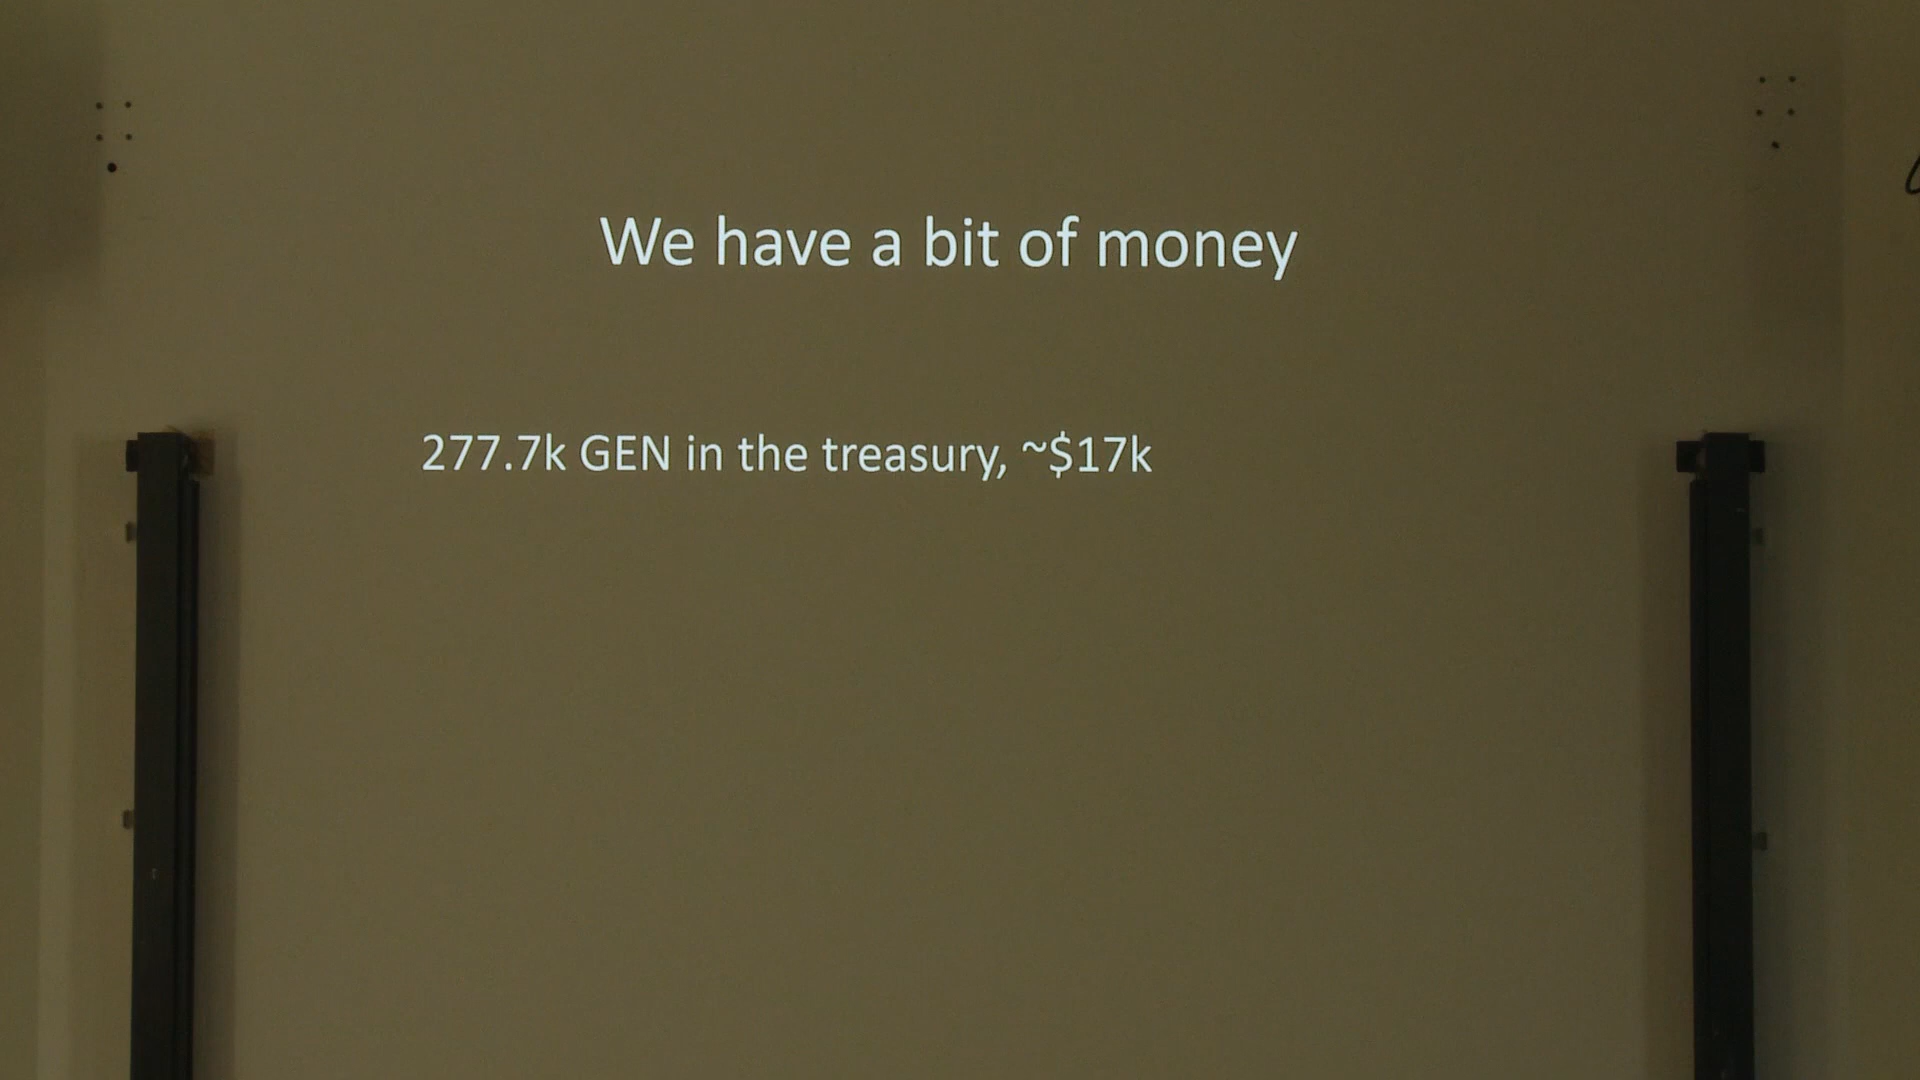 We have a bit of money
277.7k GEN in the treasury, ~$17k